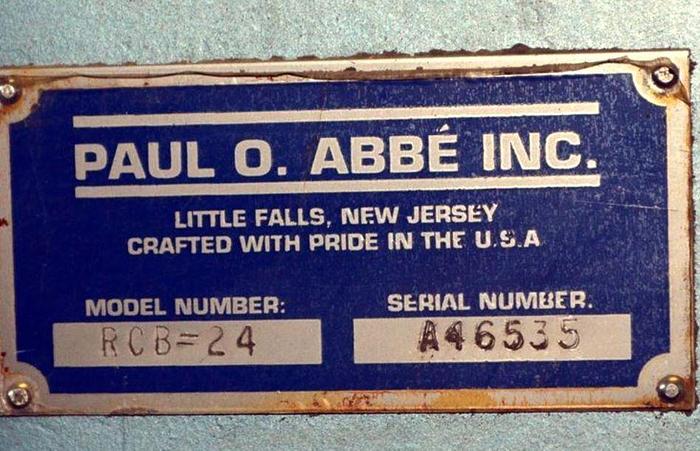 PAUL O. ABBÉ INC.
LITTLE FALLS, NEW JERSEY
CRAFTED WITH PRIDE IN THE U.S.A
MODEL NUMBER: SERIAL NUMBER.
RCB=24 A46535